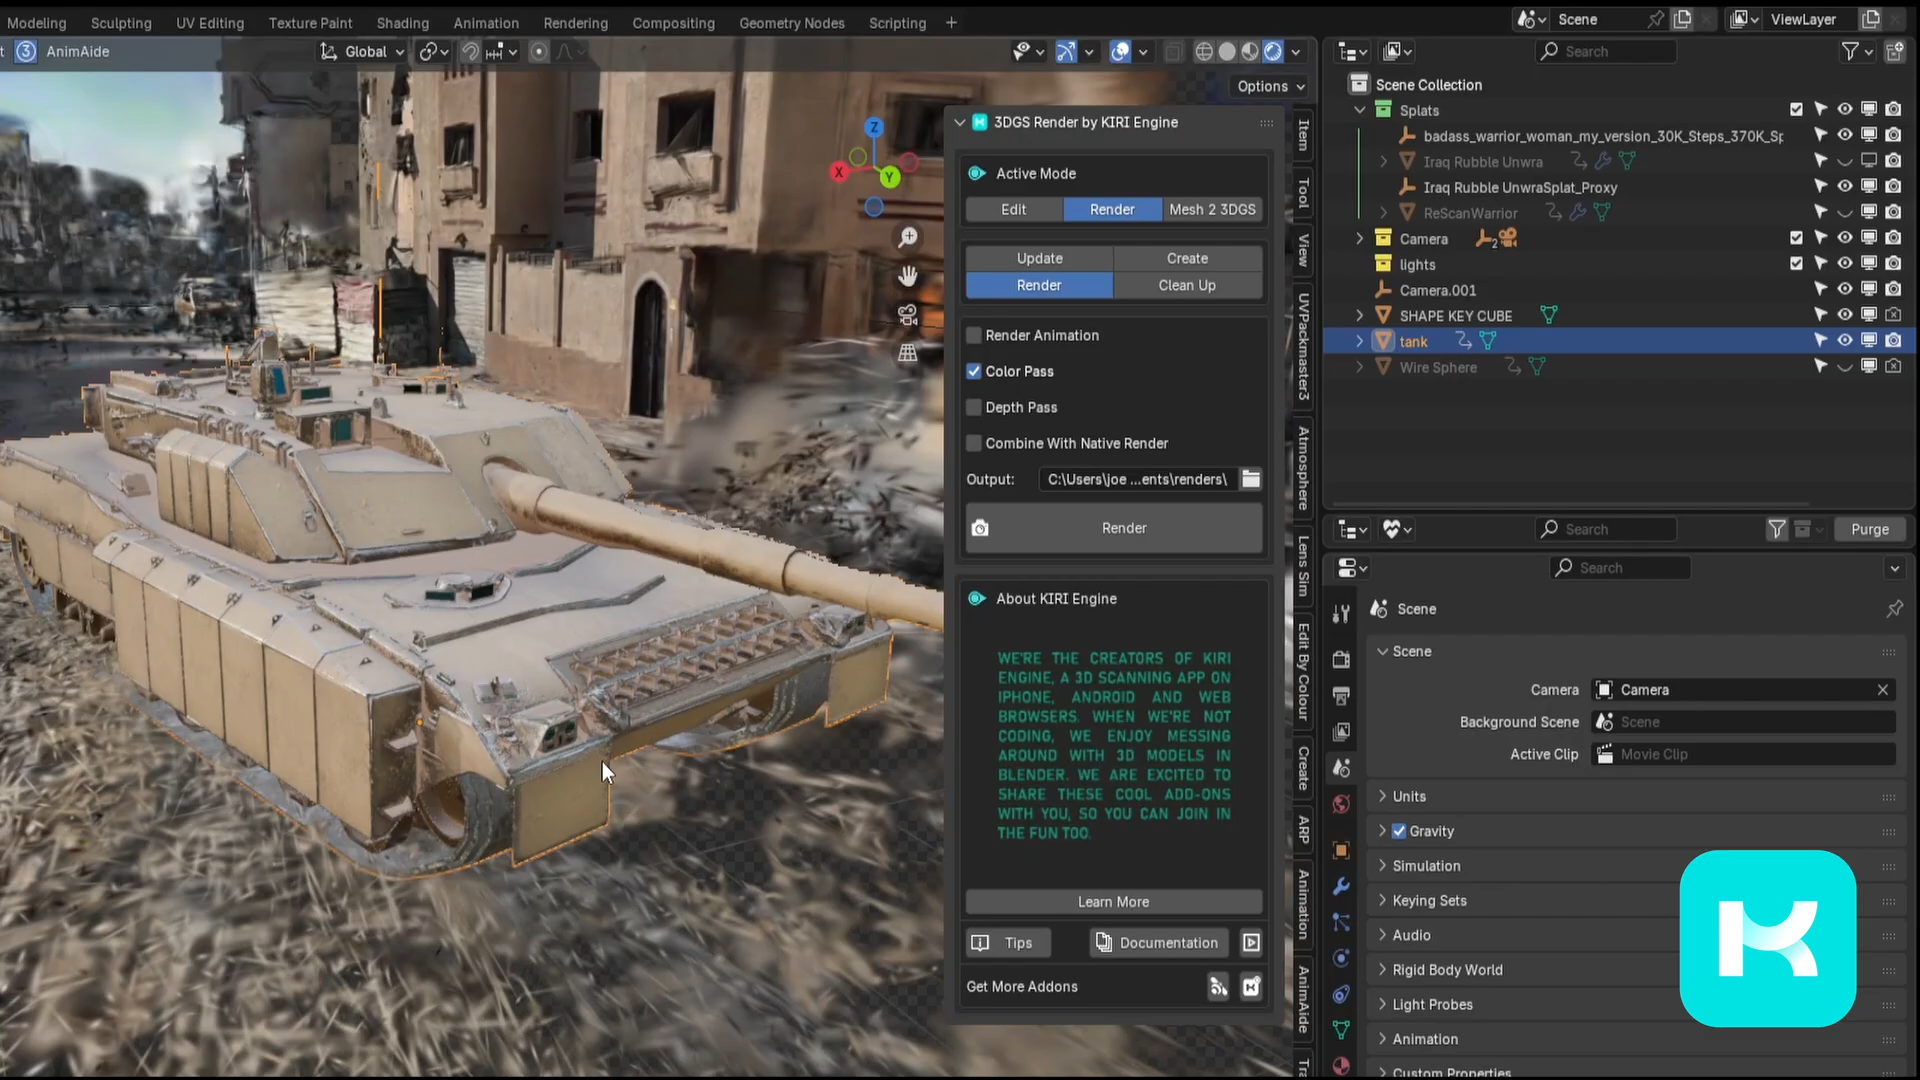 Modeling Sculpting UV Editing Texture Paint Shading Animation Rendering Compositing Geometry Nodes Scripting +
Scene
ViewLayer
3 AnimAide
Global
Search
Options
Scene Collection
Splats
badass_warrior_woman_my_version_30K_Steps_370K_Sp
Iraq Rubble Unwra
Iraq Rubble UnwraSplat_Proxy
ReScanWarrior
Camera
2
lights
Camera.001
SHAPE KEY CUBE
tank
Wire Sphere
Z
X
Y
3DGS Render by KIRI Engine
Active Mode
Edit Render Mesh 2 3DGS
Update Create
Render Clean Up
Render Animation
Color Pass
Depth Pass
Combine With Native Render
Output: C:\Users\joe ...ents\renders\
Render
About KIRI Engine
WE'RE THE CREATORS OF KIRI
ENGINE, A 3D SCANNING APP ON
IPHONE, ANDROID AND WEB
BROWSERS. WHEN WE'RE NOT
CODING, WE ENJOY MESSING
AROUND WITH 3D MODELS IN
BLENDER. WE ARE EXCITED TO
SHARE THESE COOL ADD-ONS
WITH YOU, SO YOU CAN JOIN IN
THE FUN TOO.
Learn More
Tips Documentation
Get More Addons
Item
Tool
View
UVPackmaster3
Atmosphere
Lens Sim
Edit By Colour
Create
ARP
Animation
AnimAide
Search
Purge
Search
Scene
Scene
Camera Camera
Background Scene Scene
Active Clip Movie Clip
Units
Gravity
Simulation
Keying Sets
Audio
Rigid Body World
Light Probes
Animation
Custom Properties
K